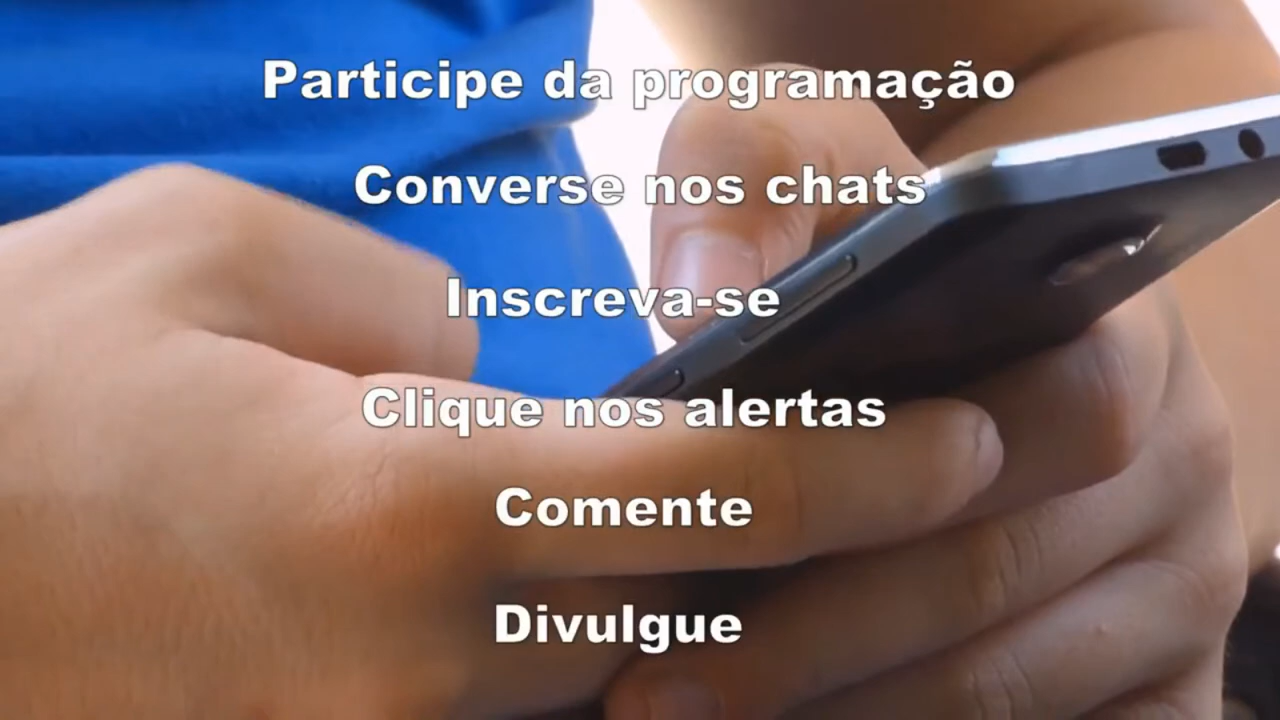 Participe da programação
Converse nos chats
Inscreva-se
Clique nos alertas
Comente
Divulgue